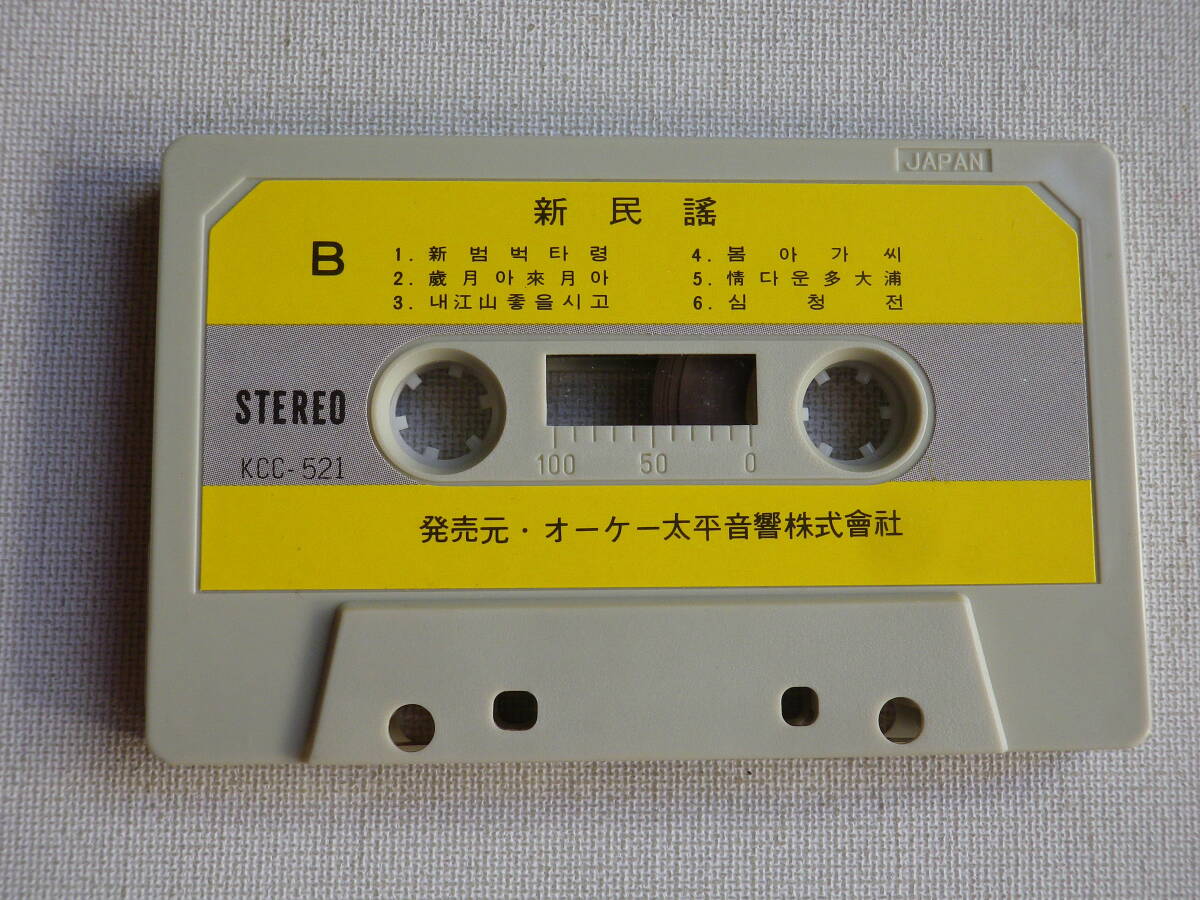 JAPAN
新民謠
B
1. 新범벅타령
2. 歲月아來月아
3. 내江山좋을시고
4. 봄아가씨
5. 情다운多大浦
6. 심청전
STEREO
KCC-521
100 50 0
発売元・オーケー太平音響株式會社